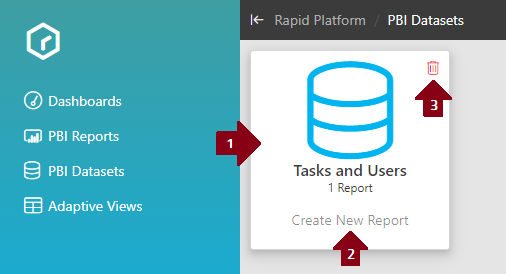 Rapid Platform / PBI Datasets
Dashboards
PBI Reports
PBI Datasets
Adaptive Views
3
1
Tasks and Users
1 Report
Create New Report
2